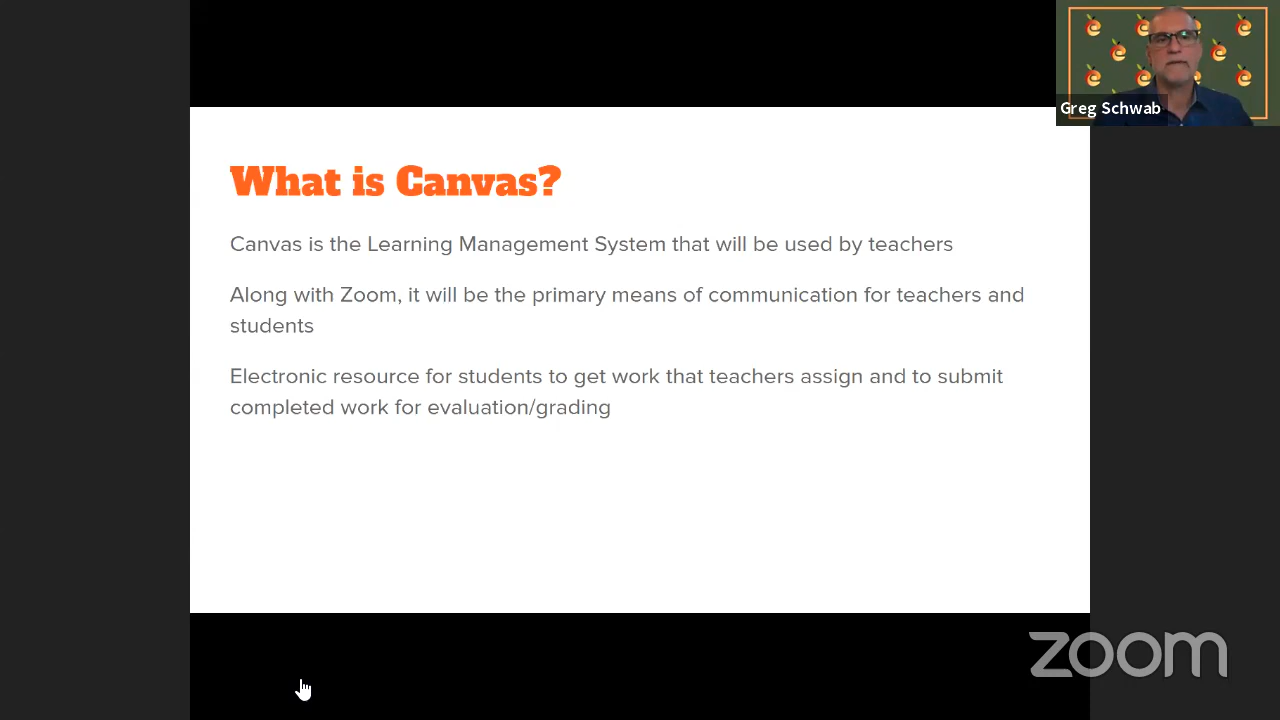 Greg Schwab
What is Canvas?
Canvas is the Learning Management System that will be used by teachers
Along with Zoom, it will be the primary means of communication for teachers and
students
Electronic resource for students to get work that teachers assign and to submit
completed work for evaluation/grading
zoom